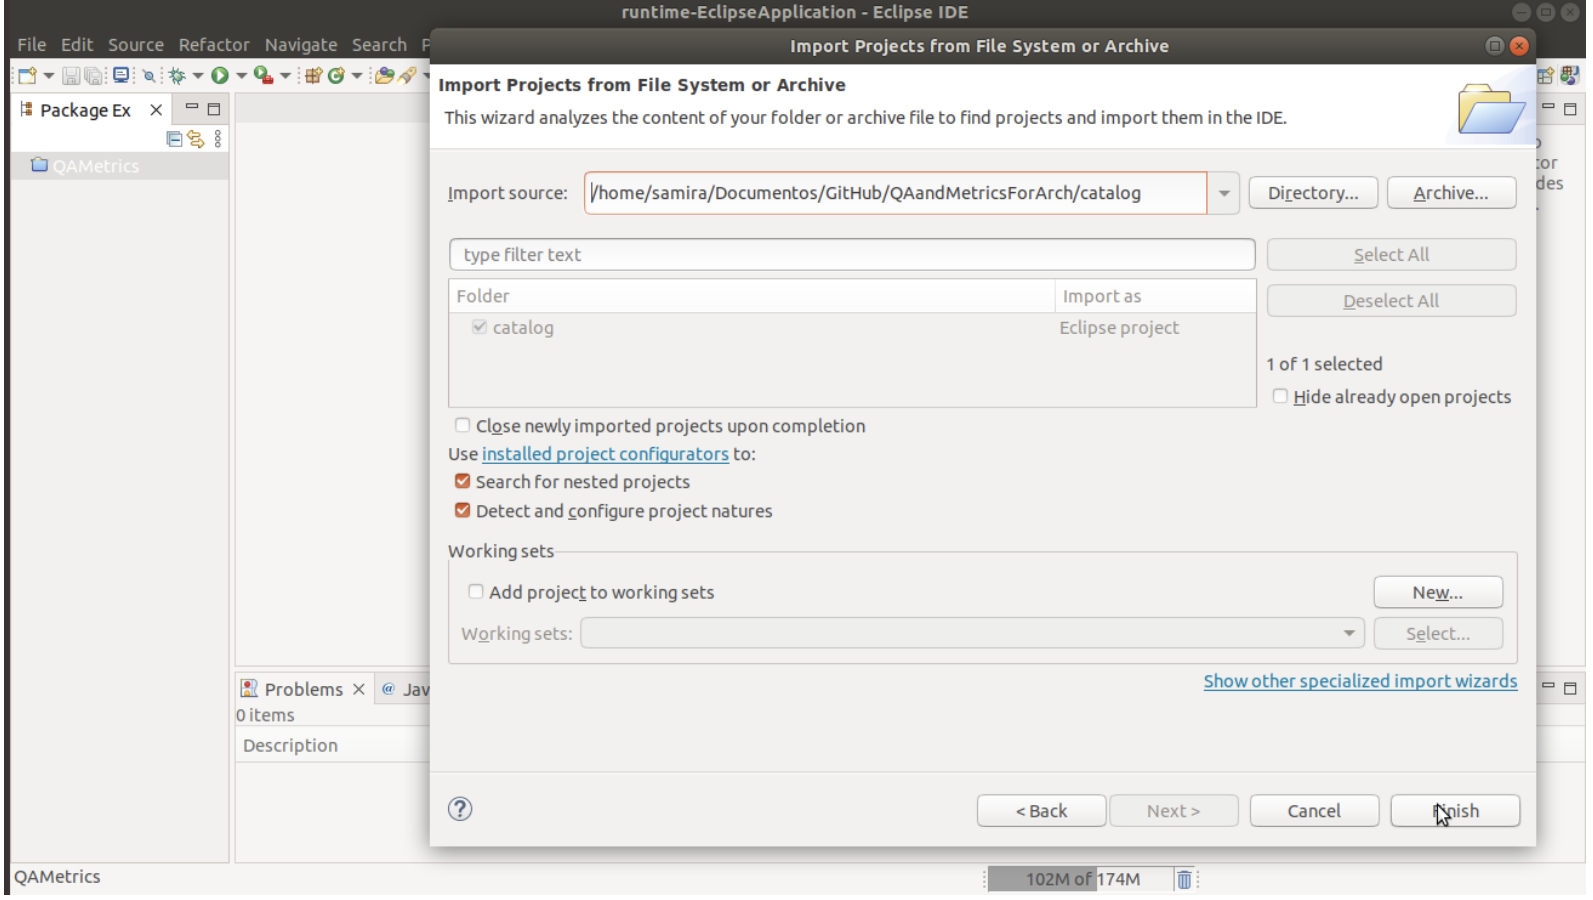 runtime-EclipseApplication - Eclipse IDE
File Edit Source Refactor Navigate Search
Import Projects from File System or Archive
Import Projects from File System or Archive
This wizard analyzes the content of your folder or archive file to find projects and import them in the IDE.
Package Ex
QAMetrics
Import source: /home/samira/Documentos/GitHub/QAandMetricsForArch/catalog Directory... Archive...
type filter text Select All
Folder Import as Deselect All
catalog Eclipse project
1 of 1 selected
Hide already open projects
Close newly imported projects upon completion
Use installed project configurators to:
Search for nested projects
Detect and configure project natures
Working sets
Add project to working sets New...
Working sets: Select...
Show other specialized import wizards
Problems @ Jav
0 items
Description
< Back Next > Cancel Finish
QAMetrics 102M of 174M